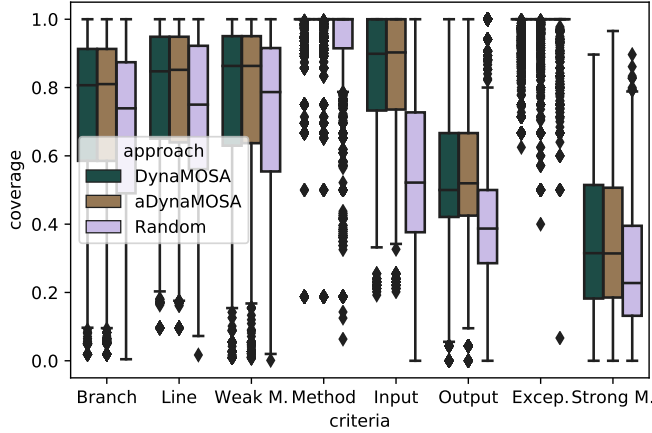 1.0
0.8
0.6
0.4
0.2
0.0
coverage
approach
DynaMOSA
aDynaMOSA
Random
Branch Line Weak M. Method Input Output Excep. Strong M.
criteria